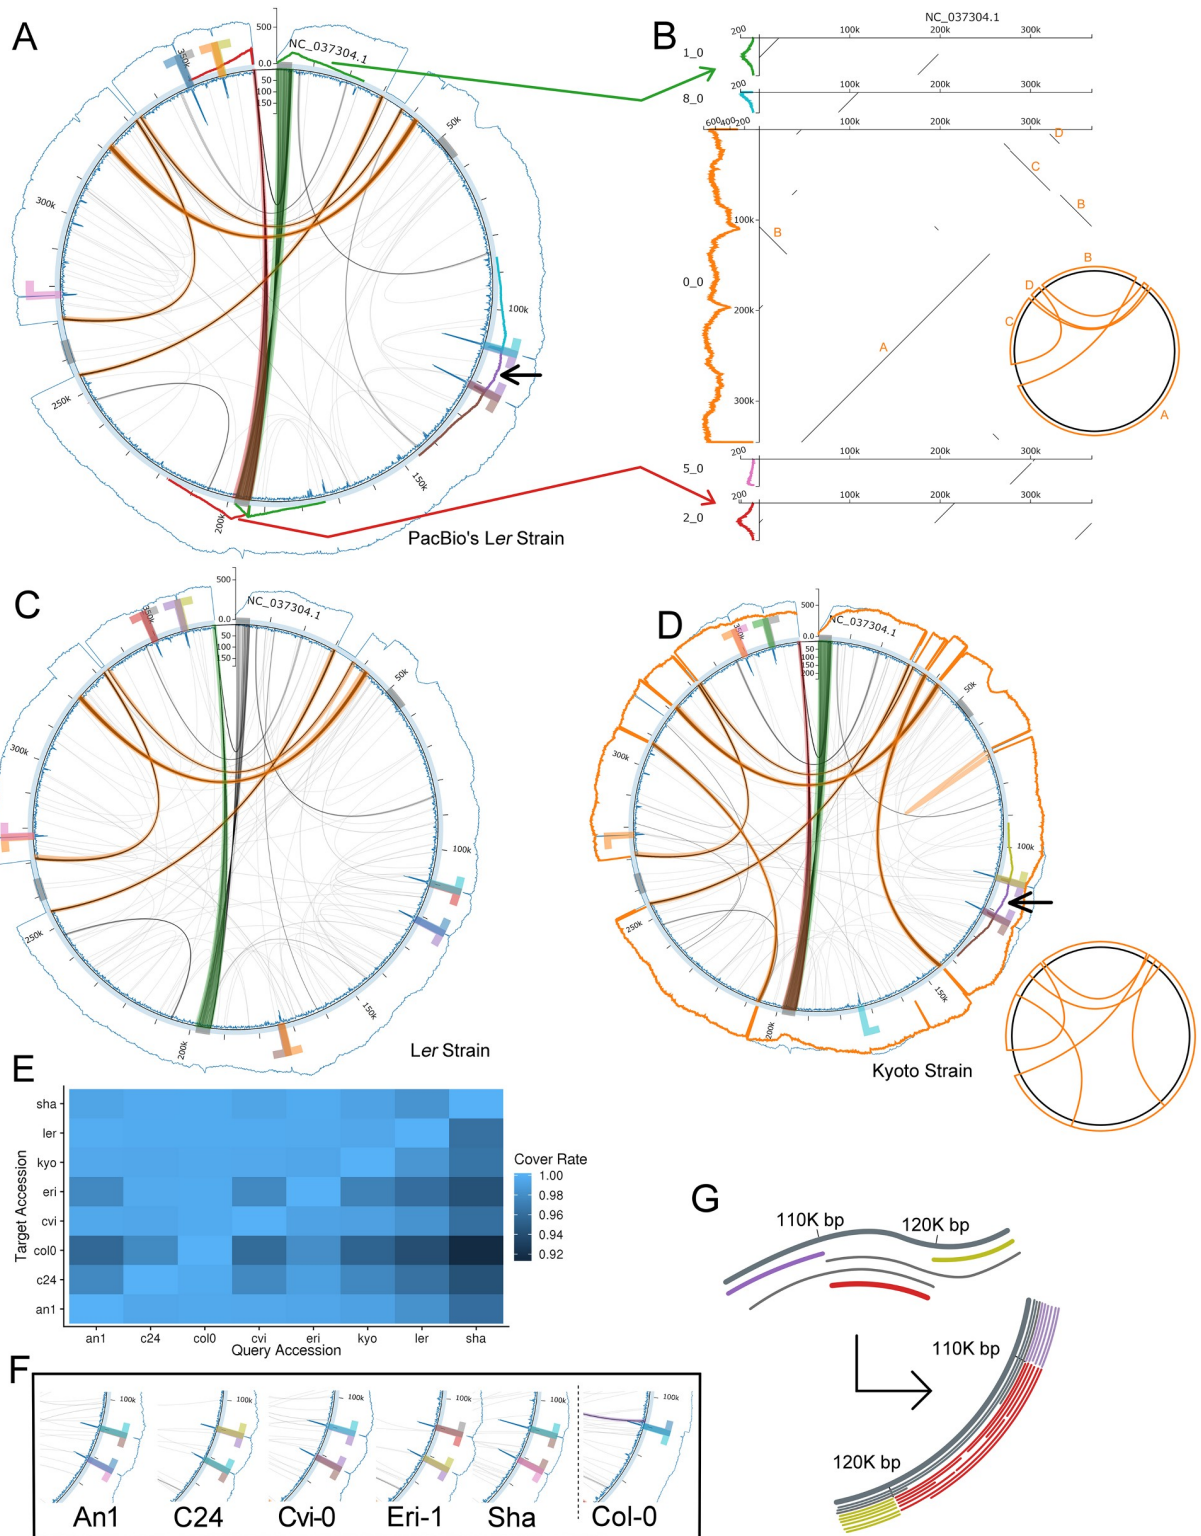 A
500
0.0
50
100
150
NC_037304.1
50k
100k
150k
200k
250k
300k
350k
PacBio's Ler Strain
B
NC_037304.1
200
100k
200k
300k
1_0
200
100k
200k
300k
8_0
600
400
200
100k
200k
300k
100k
200k
300k
0_0
D
C
B
B
A
B
D
C
A
200
100k
200k
300k
5_0
200
100k
200k
300k
2_0
C
500
0.0
50
100
150
NC_037304.1
50k
100k
150k
200k
250k
300k
350k
Ler Strain
D
500
0.0
50
100
150
200
NC_037304.1
50k
100k
150k
200k
250k
300k
350k
Kyoto Strain
E
Target Accession
sha
ler
kyo
eri
cvi
col0
c24
an1
an1 c24 col0 cvi eri kyo ler sha
Query Accession
Cover Rate
1.00
0.98
0.96
0.94
0.92
F
100k 100k 100k 100k 100k 100k
An1 C24 Cvi-0 Eri-1 Sha Col-0
G
110K bp
120K bp
110K bp
120K bp